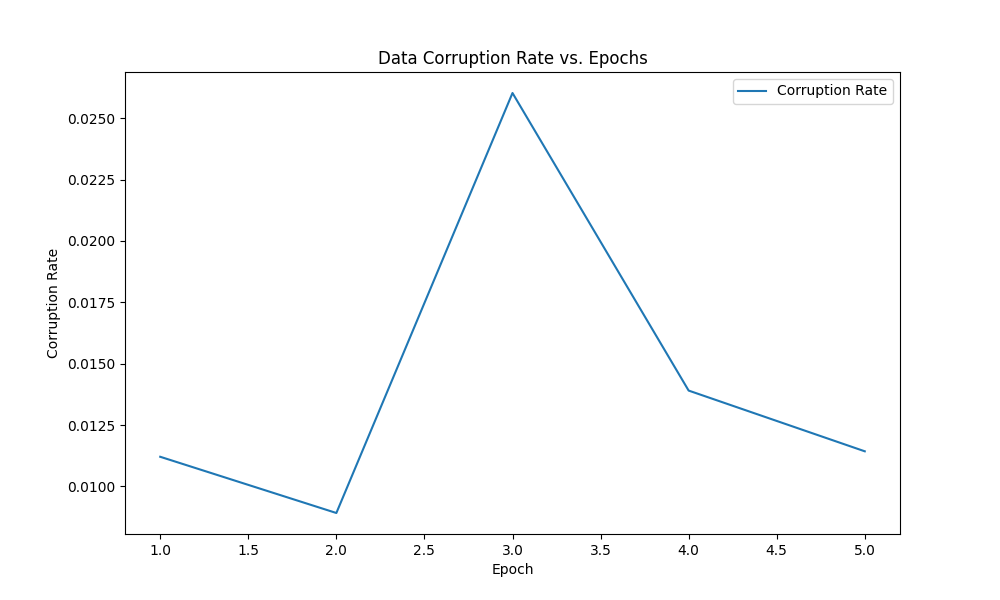 Data Corruption Rate vs. Epochs
Corruption Rate
0.0250
0.0225
0.0200
0.0175
0.0150
0.0125
0.0100
Corruption Rate
1.0 1.5 2.0 2.5 3.0 3.5 4.0 4.5 5.0
Epoch